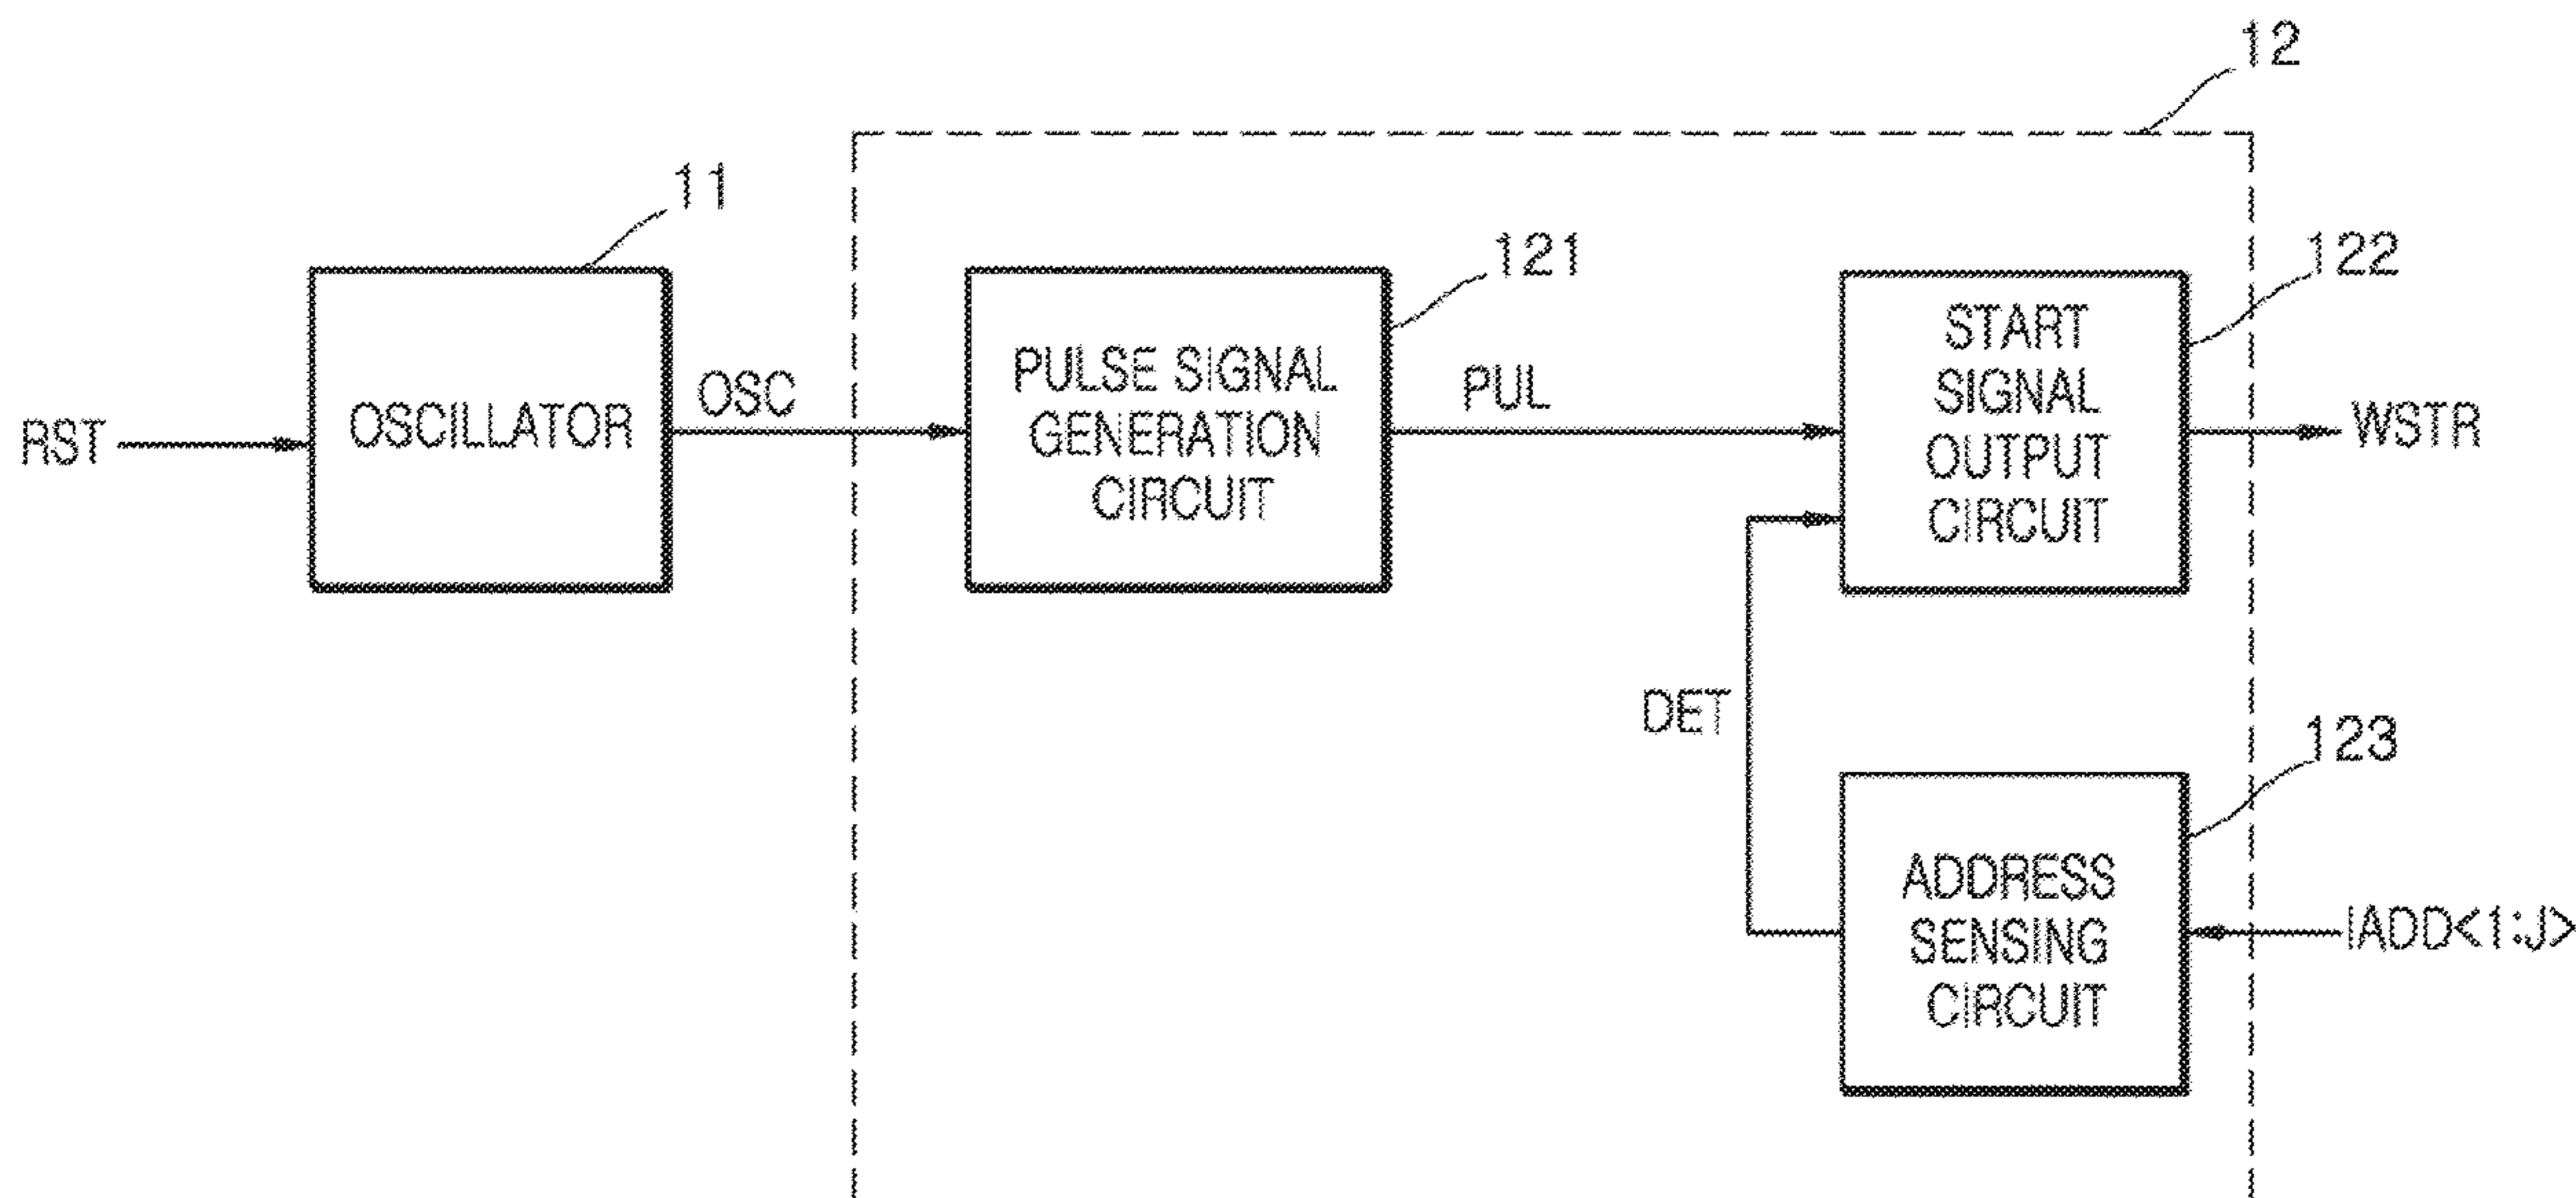 12
11
121
122
RST
OSCILLATOR
OSC
PULSE SIGNAL
GENERATION
CIRCUIT
PUL
START
SIGNAL
OUTPUT
CIRCUIT
WSTR
DET
123
ADDRESS
SENSING
CIRCUIT
IADD<1:J>